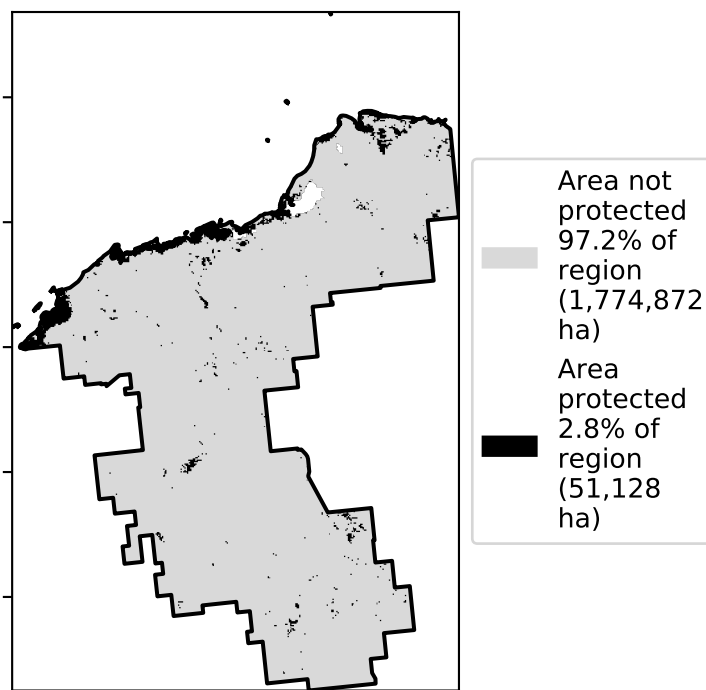 Area not
protected
97.2% of
region
(1,774,872
ha)
Area
protected
2.8% of
region
(51,128
ha)